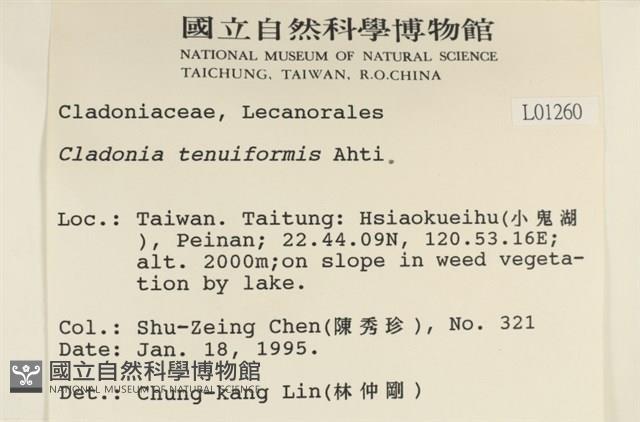 國立自然科學博物館
NATIONAL MUSEUM OF NATURAL SCIENCE
TAICHUNG, TAIWAN, R.O.CHINA
Cladoniaceae, Lecanorales
L01260
Cladonia tenuiformis Ahti.
Loc.: Taiwan. Taitung: Hsiaokueihu(小鬼湖
), Peinan; 22.44.09N, 120.53.16E;
alt. 2000m;on slope in weed vegeta-
tion by lake.
Col.: Shu-Zeing Chen(陳秀珍), No. 321
Date: Jan. 18, 1995.
國立自然科學博物館
NATIONAL MUSEUM OF NATURAL SCIENCE
Det.: Chung-kang Lin(林仲剛)